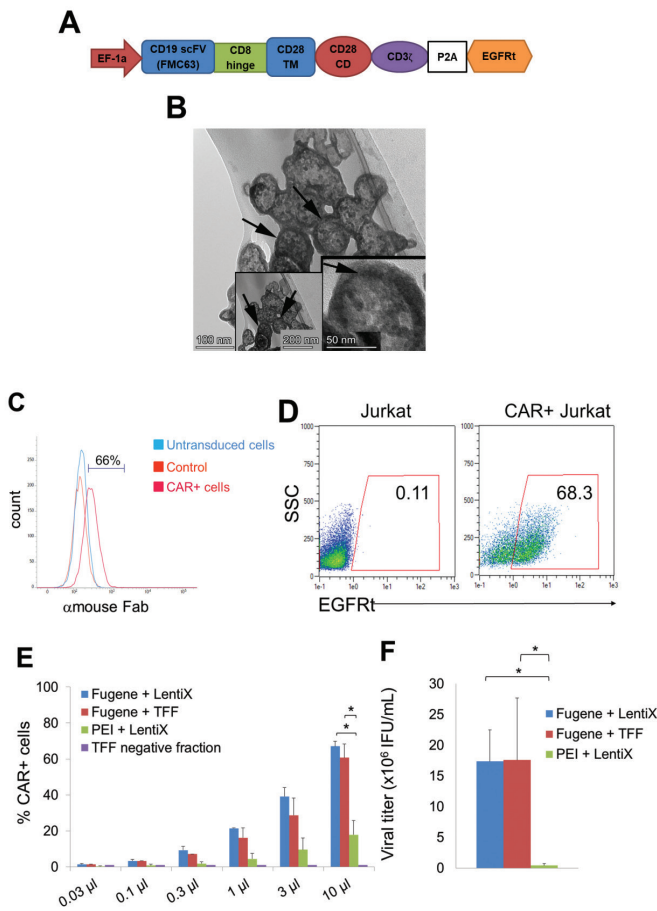 A
EF-1a
CD19 scFV
(FMC63)
CD8
hinge
CD28
TM
CD28
CD
CD3ζ
P2A
EGFRt
B
100 nm
200 nm
50 nm
C
66%
Untransduced cells
Control
CAR+ cells
count
αmouse Fab
D
Jurkat
CAR+ Jurkat
SSC
1000
750
500
250
0
0.11
68.3
1e0 1e1 1e2 1e3
EGFRt
E
% CAR+ cells
100
80
60
40
20
0
Fugene + LentiX
Fugene + TFF
PEI + LentiX
TFF negative fraction
*
*
0.03 µl 0.1 µl 0.3 µl 1 µl 3 µl 10 µl
F
*
*
Viral titer (x10⁶ IFU/mL)
30
25
20
15
10
5
0
Fugene + LentiX
Fugene + TFF
PEI + LentiX